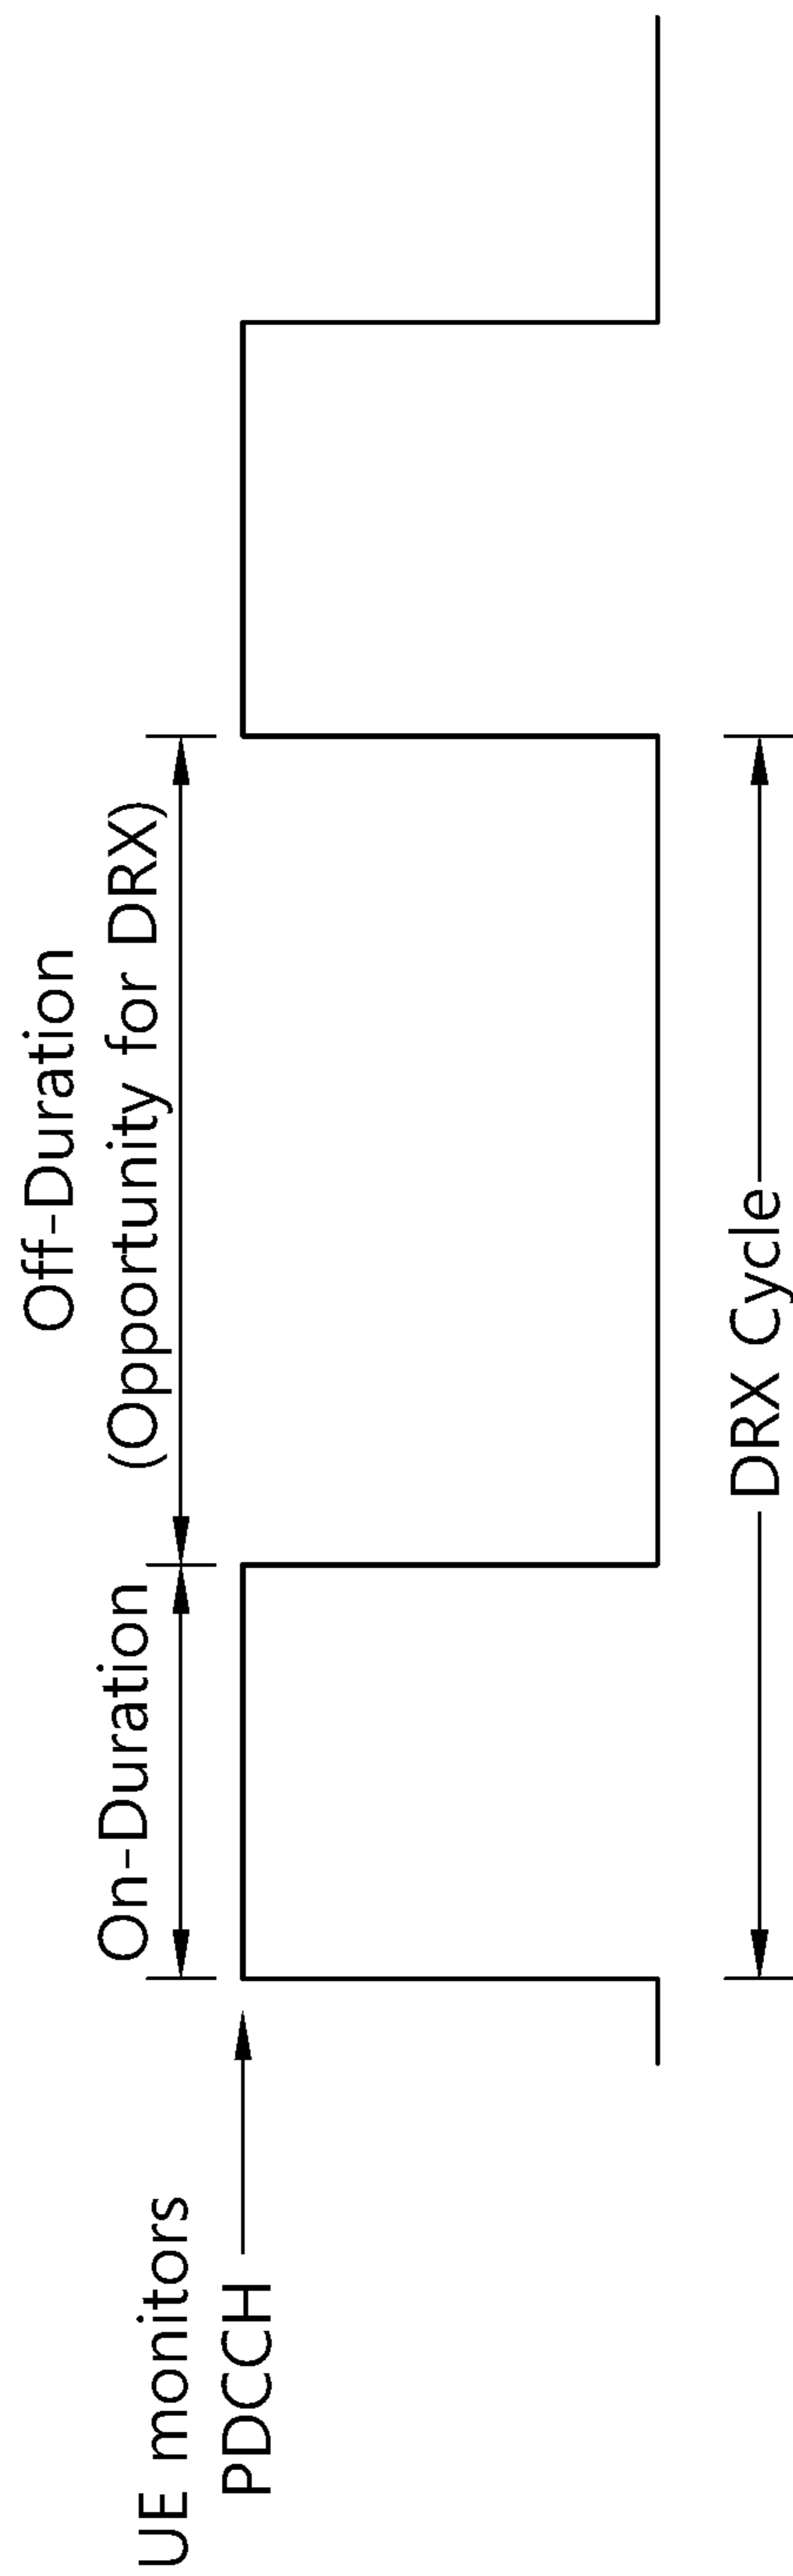 Off-Duration
(Opportunity for DRX)
On-Duration
UE monitors
PDCCH
DRX Cycle